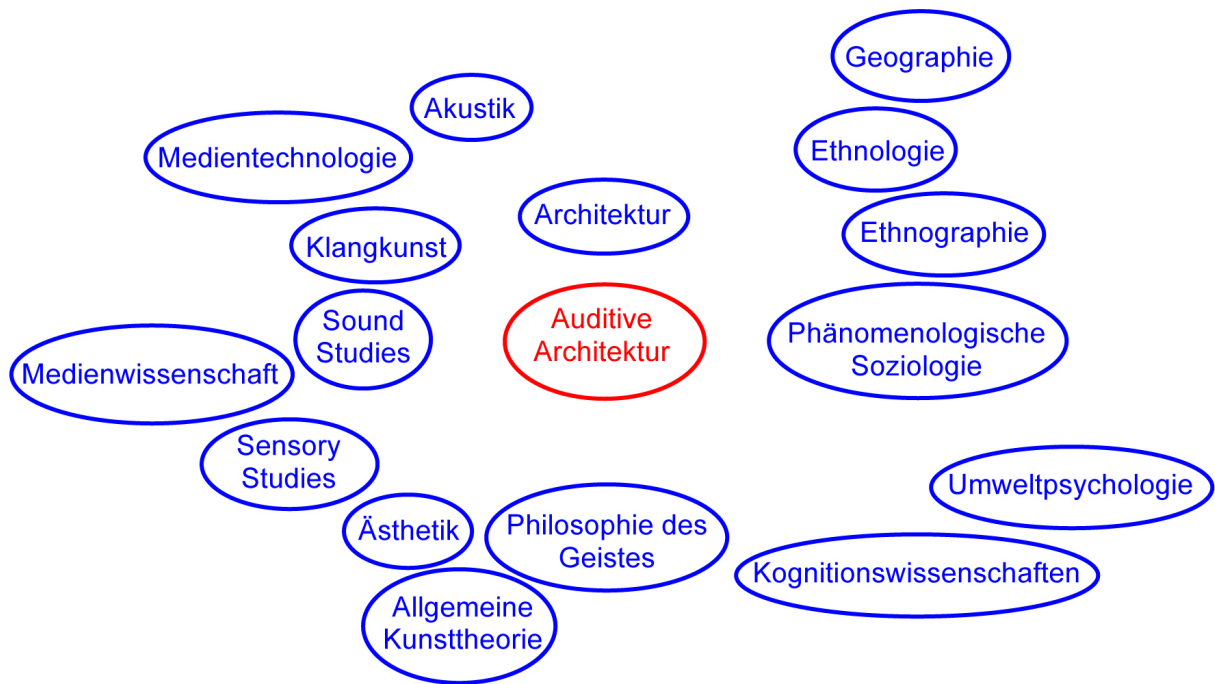 Geographie
Akustik
Medientechnologie
Ethnologie
Architektur
Ethnographie
Klangkunst
Sound
Studies
Auditive
Architektur
Phänomenologische
Soziologie
Medienwissenschaft
Sensory
Studies
Umweltpsychologie
Ästhetik
Philosophie des
Geistes
Kognitionswissenschaften
Allgemeine
Kunsttheorie